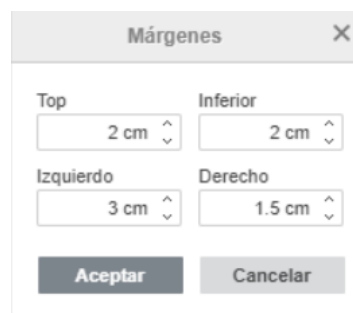 Márgenes
Top Inferior
2 cm 2 cm
Izquierdo Derecho
3 cm 1.5 cm
Aceptar Cancelar